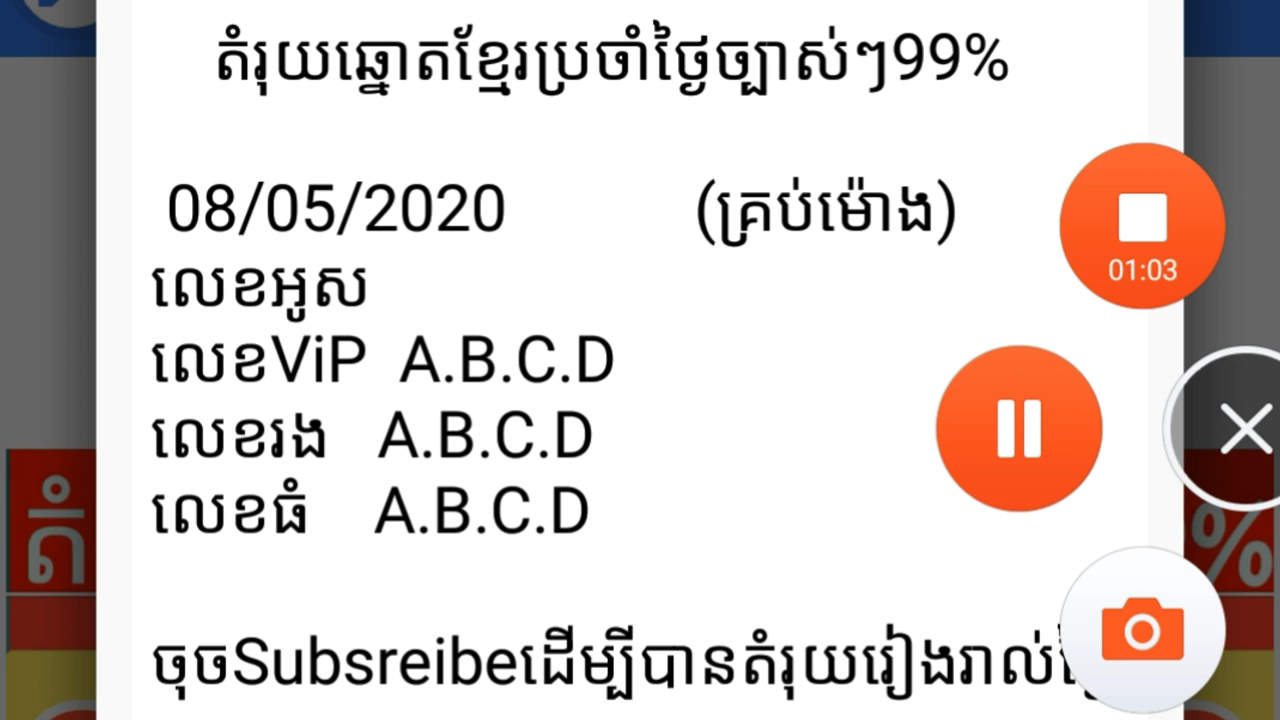 តំរុយឆ្នោតខ្មែរប្រចាំថ្ងៃច្បាស់ៗ99%
08/05/2020 (គ្រប់ម៉ោង)
01:03
លេខអូស
លេខViP A.B.C.D
លេខរង A.B.C.D
លេខធំ A.B.C.D
តំ
%
ចុចSubsreibeដើម្បីបានតំរុយរៀងរាល់